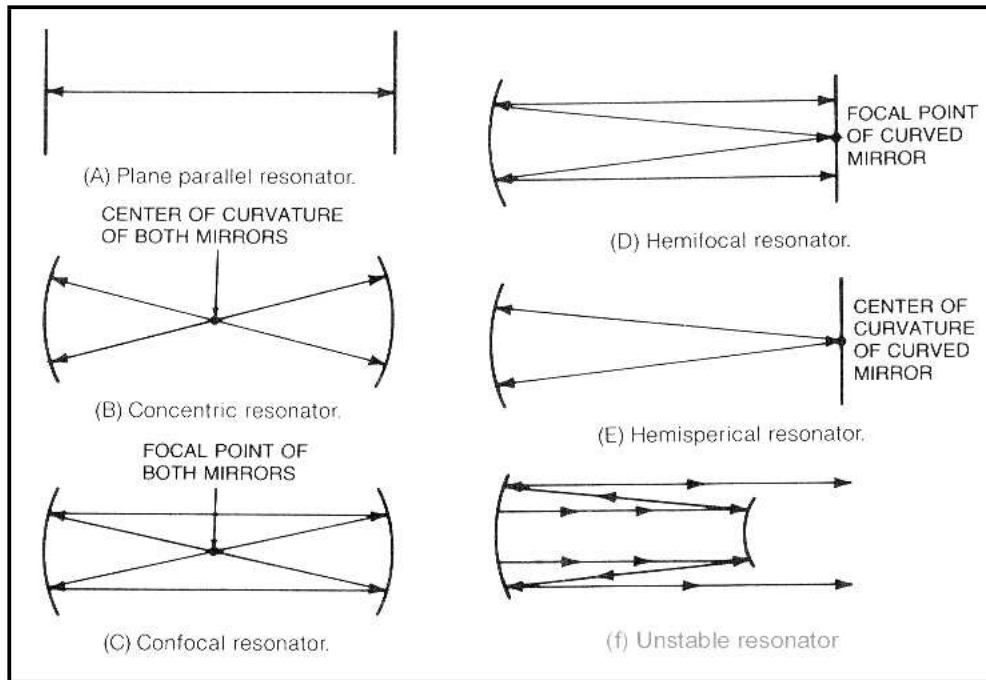 (A) Plane parallel resonator.
CENTER OF CURVATURE
OF BOTH MIRRORS
(B) Concentric resonator.
FOCAL POINT OF
BOTH MIRRORS
(C) Confocal resonator.
FOCAL POINT
OF CURVED
MIRROR
(D) Hemifocal resonator.
CENTER OF
CURVATURE
OF CURVED
MIRROR
(E) Hemisperical resonator.
(f) Unstable resonator